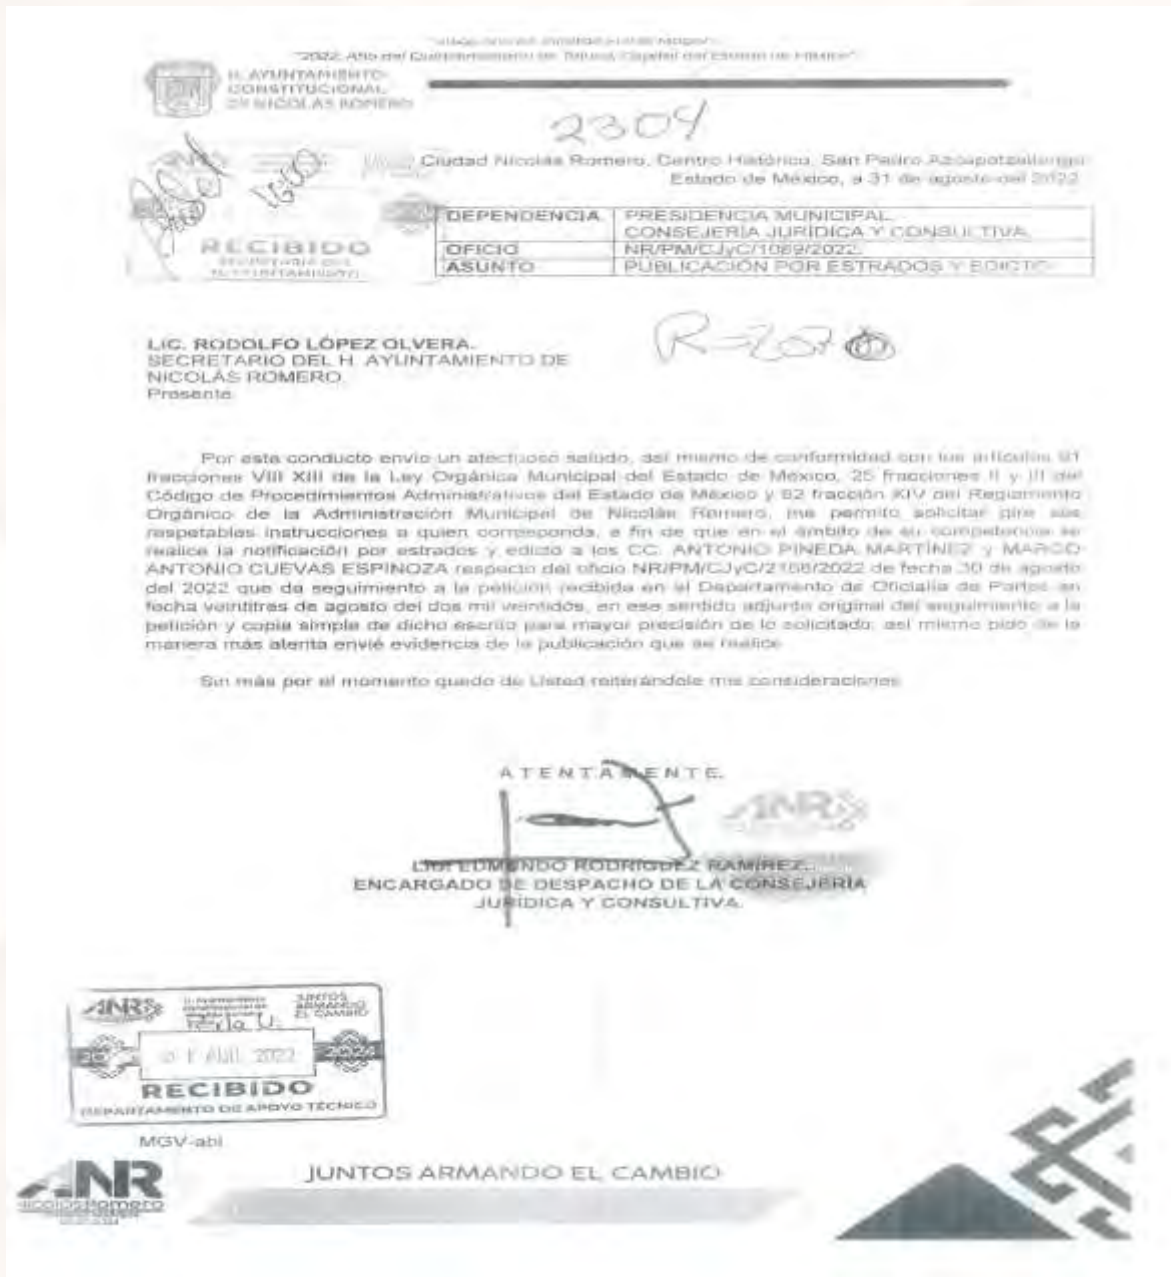 "2022. Año del Quincentenario de Toluca, Capital del Estado de México".
H. AYUNTAMIENTO
CONSTITUCIONAL
DE NICOLÁS ROMERO
2304
Ciudad Nicolás Romero, Centro Histórico, San Pedro Azcapotzaltongo
Estado de México, a 31 de agosto del 2022
DEPENDENCIA PRESIDENCIA MUNICIPAL.
CONSEJERÍA JURÍDICA Y CONSULTIVA.
OFICIO NR/PM/CJyC/1089/2022.
ASUNTO PUBLICACIÓN POR ESTRADOS Y EDICTO
RECIBIDO
SECRETARÍA DEL
H. AYUNTAMIENTO
LIC. RODOLFO LÓPEZ OLVERA.
SECRETARIO DEL H. AYUNTAMIENTO DE
NICOLÁS ROMERO.
Presente
Por este conducto envío un afectuoso saludo, así mismo de conformidad con los artículos 91
fracciones VIII XIII de la Ley Orgánica Municipal del Estado de México, 25 fracciones II y III del
Código de Procedimientos Administrativos del Estado de México y 82 fracción XIV del Reglamento
Orgánico de la Administración Municipal de Nicolás Romero, me permito solicitar gire sus
respetables instrucciones a quien corresponda, a fin de que en el ámbito de su competencia se
realice la notificación por estrados y edicto a los CC. ANTONIO PINEDA MARTÍNEZ y MARCO
ANTONIO CUEVAS ESPINOZA respecto del oficio NR/PM/CJyC/2168/2022 de fecha 30 de agosto
del 2022 que da seguimiento a la petición recibida en el Departamento de Oficialía de Partes en
fecha veintitres de agosto del dos mil veintidós, en ese sentido adjunto original del seguimiento a la
petición y copia simple de dicho escrito para mayor precisión de lo solicitado, así mismo pido de la
manera más atenta envié evidencia de la publicación que se realice
Sin más por el momento quedo de Usted reiterándole mis consideraciones
ATENTAMENTE.
ANR
LIC. EDMUNDO RODRÍGUEZ RAMÍREZ.
ENCARGADO DE DESPACHO DE LA CONSEJERÍA
JURÍDICA Y CONSULTIVA.
ANR
JUNTOS
ARMANDO
EL CAMBIO
2022
RECIBIDO
DEPARTAMENTO DE APOYO TÉCNICO
MGV-abl
ANR
Nicolás Romero
JUNTOS ARMANDO EL CAMBIO